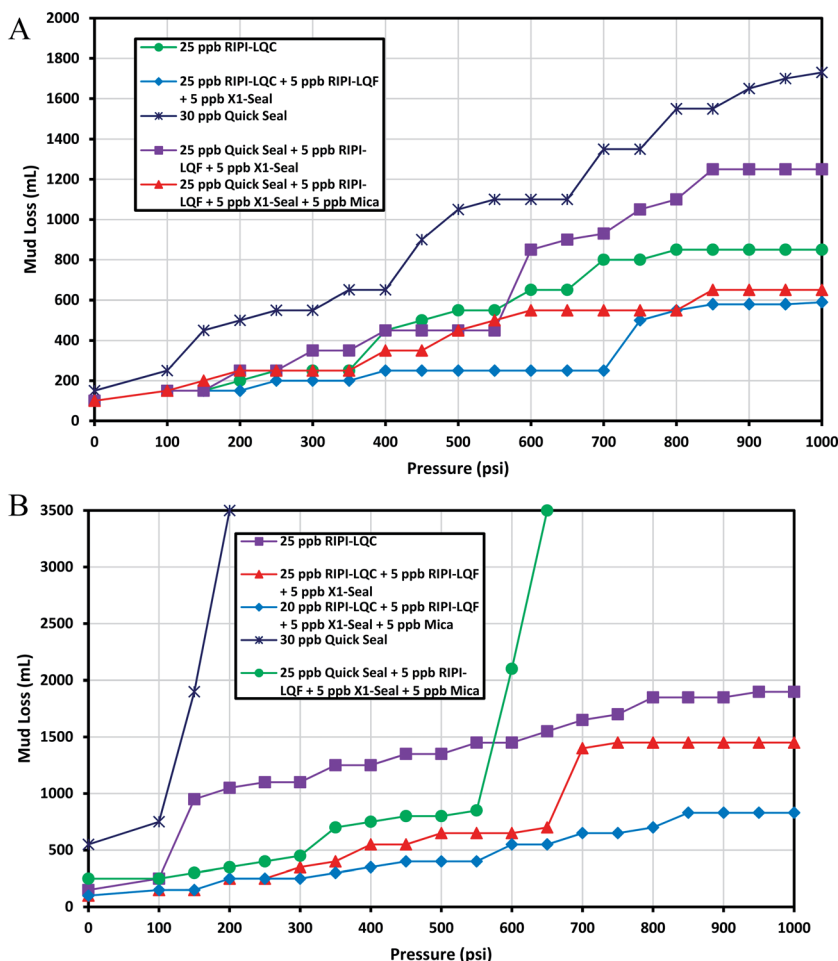 A
2000
1800
1600
1400
1200
1000
800
600
400
200
0
Mud Loss (mL)
25 ppb RIPI-LQC
25 ppb RIPI-LQC + 5 ppb RIPI-LQF
+ 5 ppb X1-Seal
30 ppb Quick Seal
25 ppb Quick Seal + 5 ppb RIPI-
LQF + 5 ppb X1-Seal
25 ppb Quick Seal + 5 ppb RIPI-
LQF + 5 ppb X1-Seal + 5 ppb Mica
0 100 200 300 400 500 600 700 800 900 1000
Pressure (psi)
B
3500
3000
2500
2000
1500
1000
500
0
Mud Loss (mL)
25 ppb RIPI-LQC
25 ppb RIPI-LQC + 5 ppb RIPI-LQF
+ 5 ppb X1-Seal
20 ppb RIPI-LQC + 5 ppb RIPI-LQF
+ 5 ppb X1-Seal + 5 ppb Mica
30 ppb Quick Seal
25 ppb Quick Seal + 5 ppb RIPI-
LQF + 5 ppb X1-Seal + 5 ppb Mica
0 100 200 300 400 500 600 700 800 900 1000
Pressure (psi)